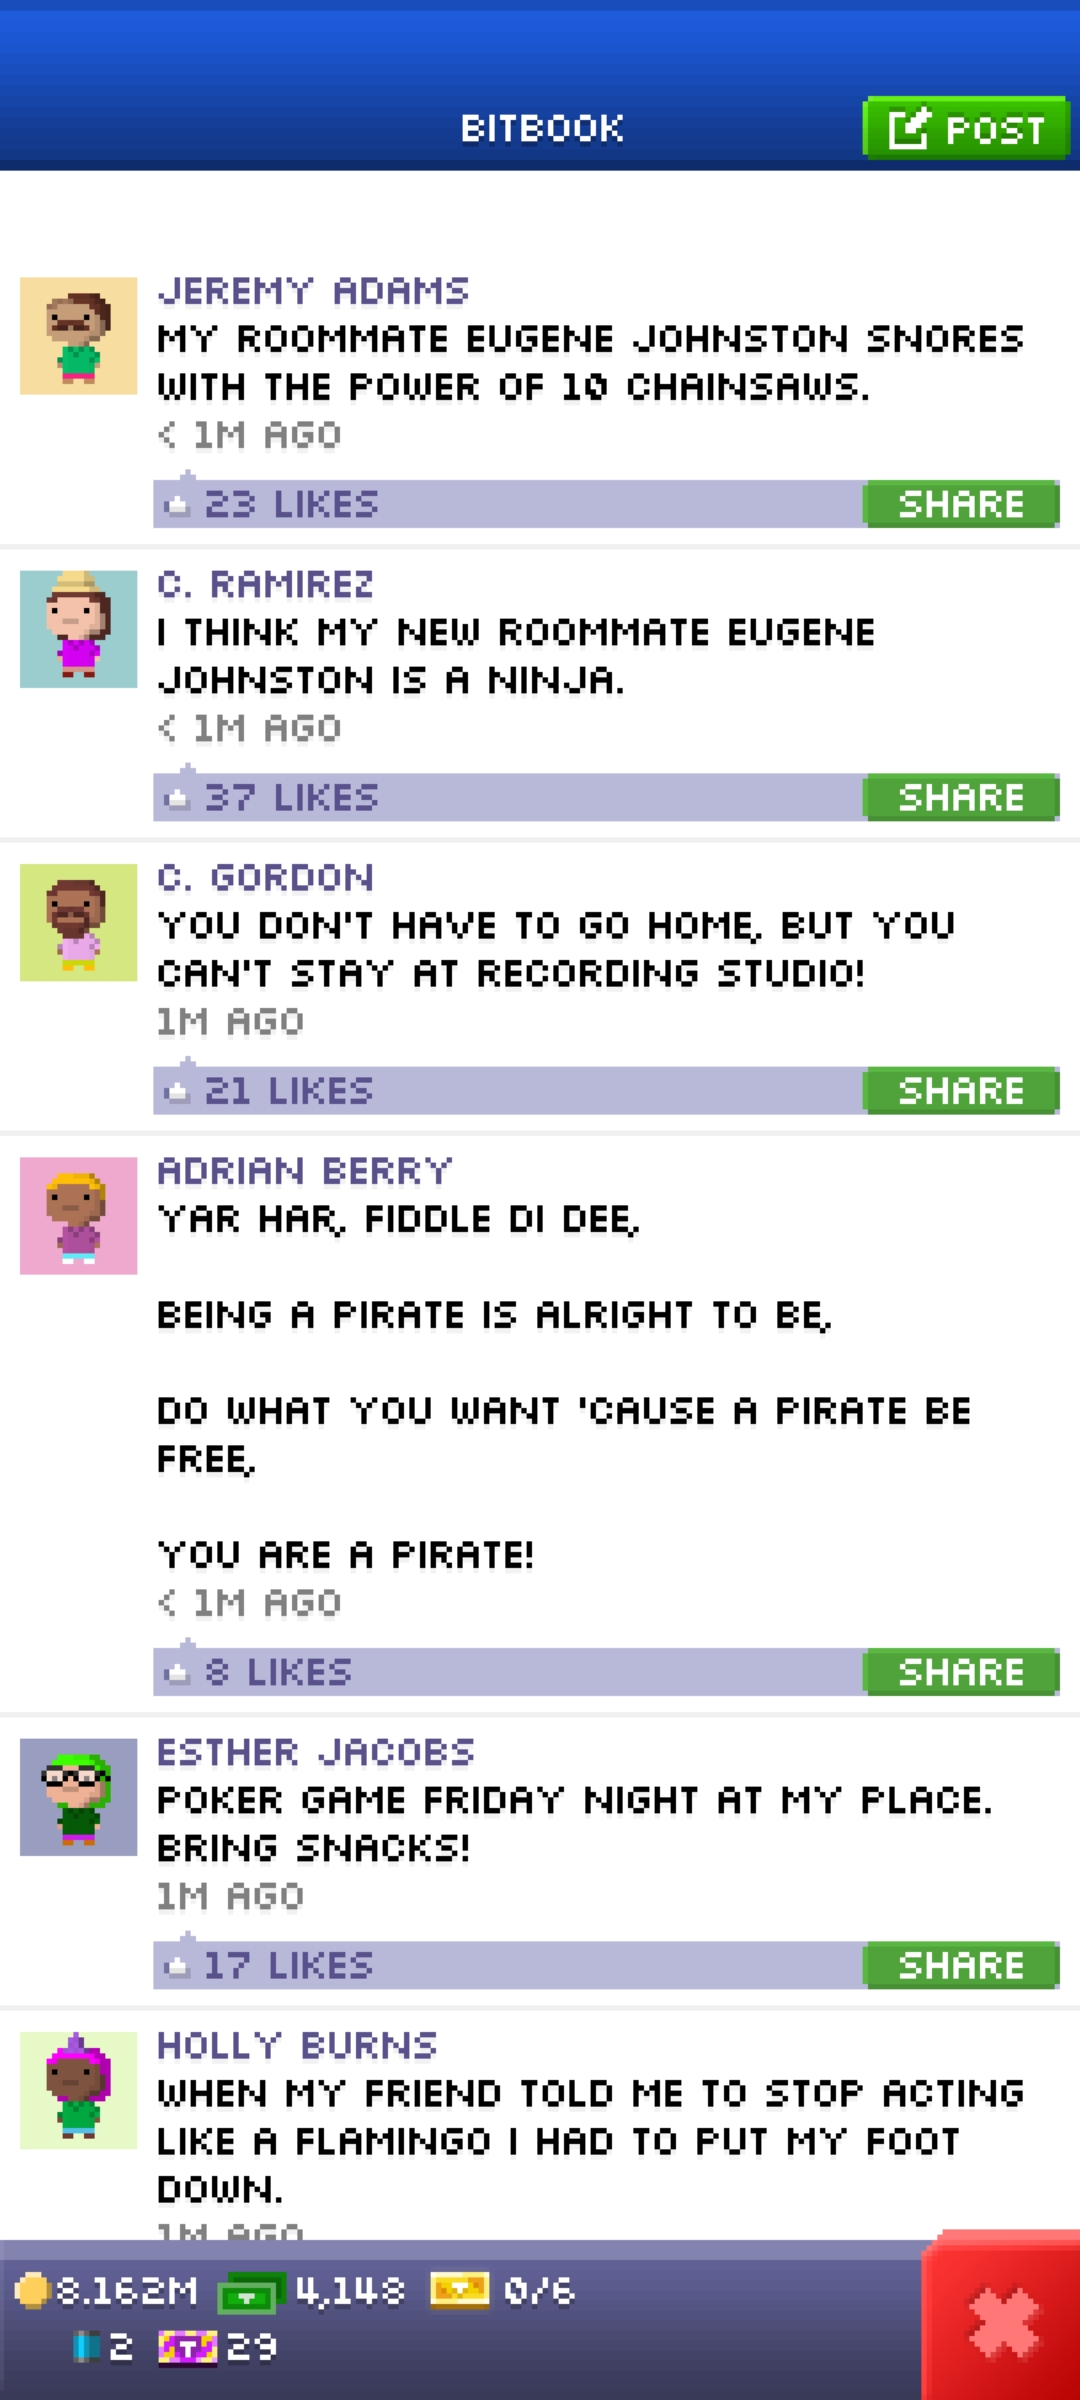 BITBOOK
POST
JEREMY ADAMS
MY ROOMMATE EUGENE JOHNSTON SNORES
WITH THE POWER OF 10 CHAINSAWS.
< 1M AGO
23 LIKES
SHARE
C. RAMIREZ
I THINK MY NEW ROOMMATE EUGENE
JOHNSTON IS A NINJA.
< 1M AGO
37 LIKES
SHARE
C. GORDON
YOU DON'T HAVE TO GO HOME, BUT YOU
CAN'T STAY AT RECORDING STUDIO!
1M AGO
21 LIKES
SHARE
ADRIAN BERRY
YAR HAR, FIDDLE DI DEE,
BEING A PIRATE IS ALRIGHT TO BE,
DO WHAT YOU WANT 'CAUSE A PIRATE BE
FREE,
YOU ARE A PIRATE!
< 1M AGO
8 LIKES
SHARE
ESTHER JACOBS
POKER GAME FRIDAY NIGHT AT MY PLACE.
BRING SNACKS!
1M AGO
17 LIKES
SHARE
HOLLY BURNS
WHEN MY FRIEND TOLD ME TO STOP ACTING
LIKE A FLAMINGO I HAD TO PUT MY FOOT
DOWN.
1M AGO
8.162M 4,148 0/6
2 29